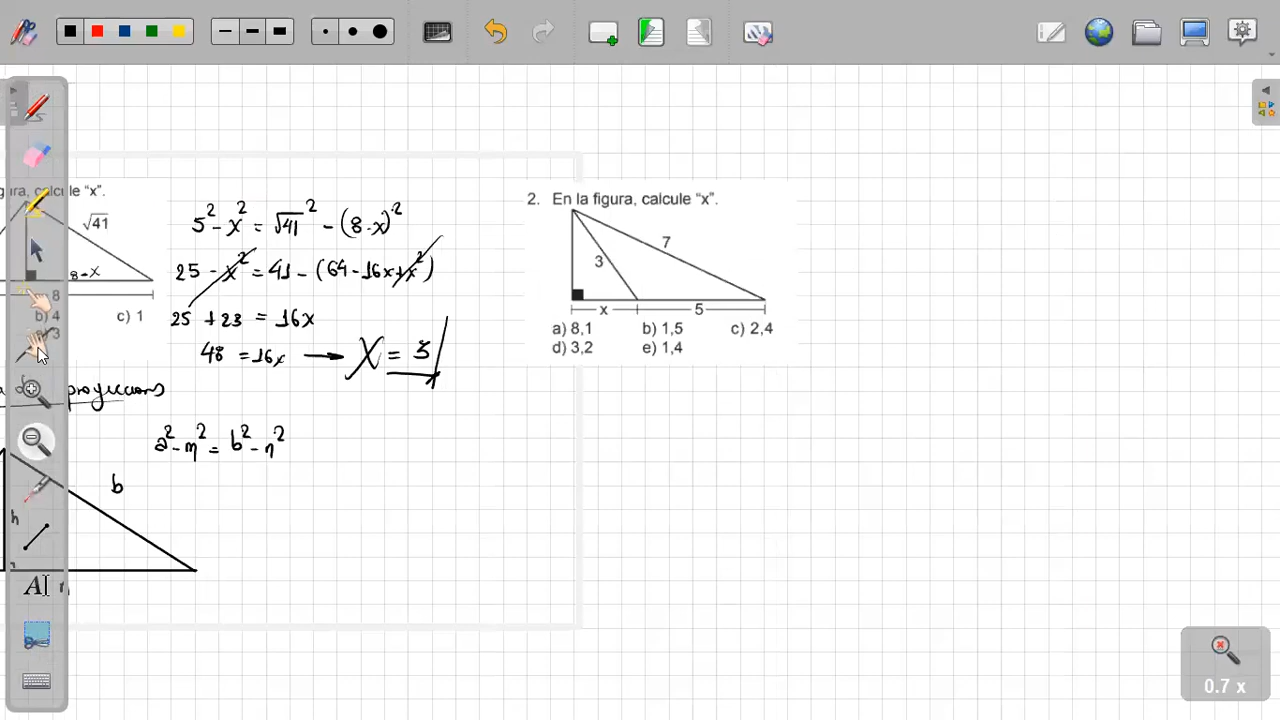 gura, calcule “x”.
√41
8-x
8
b) 4
c) 1
3
5² - x² = √41² - (8-x)²
25 - x² = 41 - (64 - 16x + x²)
25 + 23 = 16x
48 = 16x → X = 3
proyecciones
a² - m² = b² - n²
b
h
2. En la figura, calcule “x”.
7
3
x
5
a) 8,1 b) 1,5 c) 2,4
d) 3,2 e) 1,4
A
0.7 x